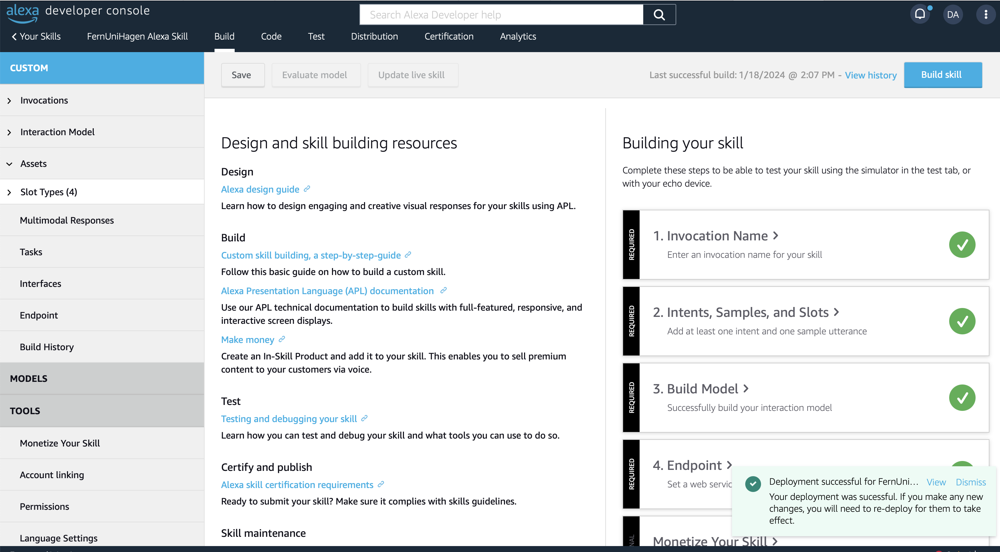 alexa developer console
Search Alexa Developer help
DA
Your Skills
FernUniHagen Alexa Skill
Build
Code
Test
Distribution
Certification
Analytics
CUSTOM
Invocations
Interaction Model
Assets
Slot Types (4)
Multimodal Responses
Tasks
Interfaces
Endpoint
Build History
MODELS
TOOLS
Monetize Your Skill
Account linking
Permissions
Language Settings
Save
Evaluate model
Update live skill
Last successful build: 1/18/2024 @ 2:07 PM - View history
Build skill
Design and skill building resources
Design
Alexa design guide
Learn how to design engaging and creative visual responses for your skills using APL.
Build
Custom skill building, a step-by-step-guide
Follow this basic guide on how to build a custom skill.
Alexa Presentation Language (APL) documentation
Use our APL technical documentation to build skills with full-featured, responsive, and
interactive screen displays.
Make money
Create an In-Skill Product and add it to your skill. This enables you to sell premium
content to your customers via voice.
Test
Testing and debugging your skill
Learn how you can test and debug your skill and what tools you can use to do so.
Certify and publish
Alexa skill certification requirements
Ready to submit your skill? Make sure it complies with skills guidelines.
Skill maintenance
Building your skill
Complete these steps to be able to test your skill using the simulator in the test tab, or
with your echo device.
REQUIRED
1. Invocation Name
Enter an invocation name for your skill
REQUIRED
2. Intents, Samples, and Slots
Add at least one intent and one sample utterance
REQUIRED
3. Build Model
Successfully build your interaction model
REQUIRED
4. Endpoint
Set a web servic
Monetize Your Skill
Deployment successful for FernUni... View Dismiss
Your deployment was sucessful. If you make any new
changes, you will need to re-deploy for them to take
effect.